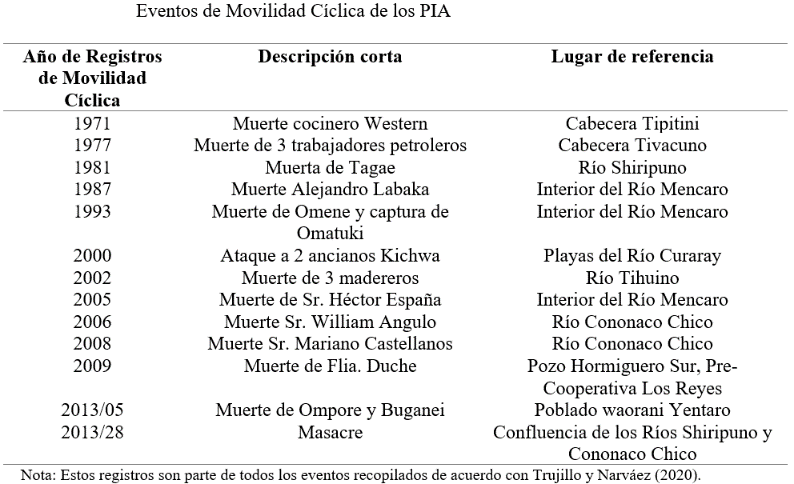 Eventos de Movilidad Cíclica de los PIA
Año de Registros de Movilidad Cíclica | Descripción corta | Lugar de referencia
1971 | Muerte cocinero Western | Cabecera Tipitini
1977 | Muerte de 3 trabajadores petroleros | Cabecera Tivacuno
1981 | Muerta de Tagae | Río Shiripuno
1987 | Muerte Alejandro Labaka | Interior del Río Mencaro
1993 | Muerte de Omene y captura de Omatuki | Interior del Río Mencaro
2000 | Ataque a 2 ancianos Kichwa | Playas del Río Curaray
2002 | Muerte de 3 madereros | Río Tihuino
2005 | Muerte de Sr. Héctor España | Interior del Río Mencaro
2006 | Muerte Sr. William Angulo | Río Cononaco Chico
2008 | Muerte Sr. Mariano Castellanos | Río Cononaco Chico
2009 | Muerte de Flia. Duche | Pozo Hormiguero Sur, Pre-Cooperativa Los Reyes
2013/05 | Muerte de Ompore y Buganei | Poblado waorani Yentaro
2013/28 | Masacre | Confluencia de los Ríos Shiripuno y Cononaco Chico
Nota: Estos registros son parte de todos los eventos recopilados de acuerdo con Trujillo y Narváez (2020).